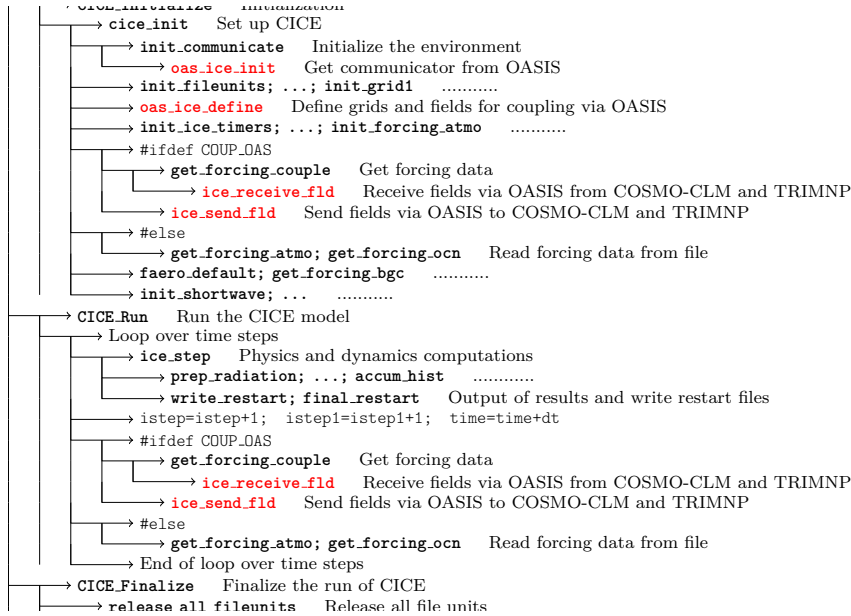 CICE_Initialize Initialization
cice_init Set up CICE
init_communicate Initialize the environment
oas_ice_init Get communicator from OASIS
init_fileunits; ...; init_grid1 ...........
oas_ice_define Define grids and fields for coupling via OASIS
init_ice_timers; ...; init_forcing_atmo ...........
#ifdef COUP_OAS
get_forcing_couple Get forcing data
ice_receive_fld Receive fields via OASIS from COSMO-CLM and TRIMNP
ice_send_fld Send fields via OASIS to COSMO-CLM and TRIMNP
#else
get_forcing_atmo; get_forcing_ocn Read forcing data from file
faero_default; get_forcing_bgc ...........
init_shortwave; ... ...........
CICE_Run Run the CICE model
Loop over time steps
ice_step Physics and dynamics computations
prep_radiation; ...; accum_hist ............
write_restart; final_restart Output of results and write restart files
istep=istep+1; istep1=istep1+1; time=time+dt
#ifdef COUP_OAS
get_forcing_couple Get forcing data
ice_receive_fld Receive fields via OASIS from COSMO-CLM and TRIMNP
ice_send_fld Send fields via OASIS to COSMO-CLM and TRIMNP
#else
get_forcing_atmo; get_forcing_ocn Read forcing data from file
End of loop over time steps
CICE_Finalize Finalize the run of CICE
release_all_fileunits Release all file units